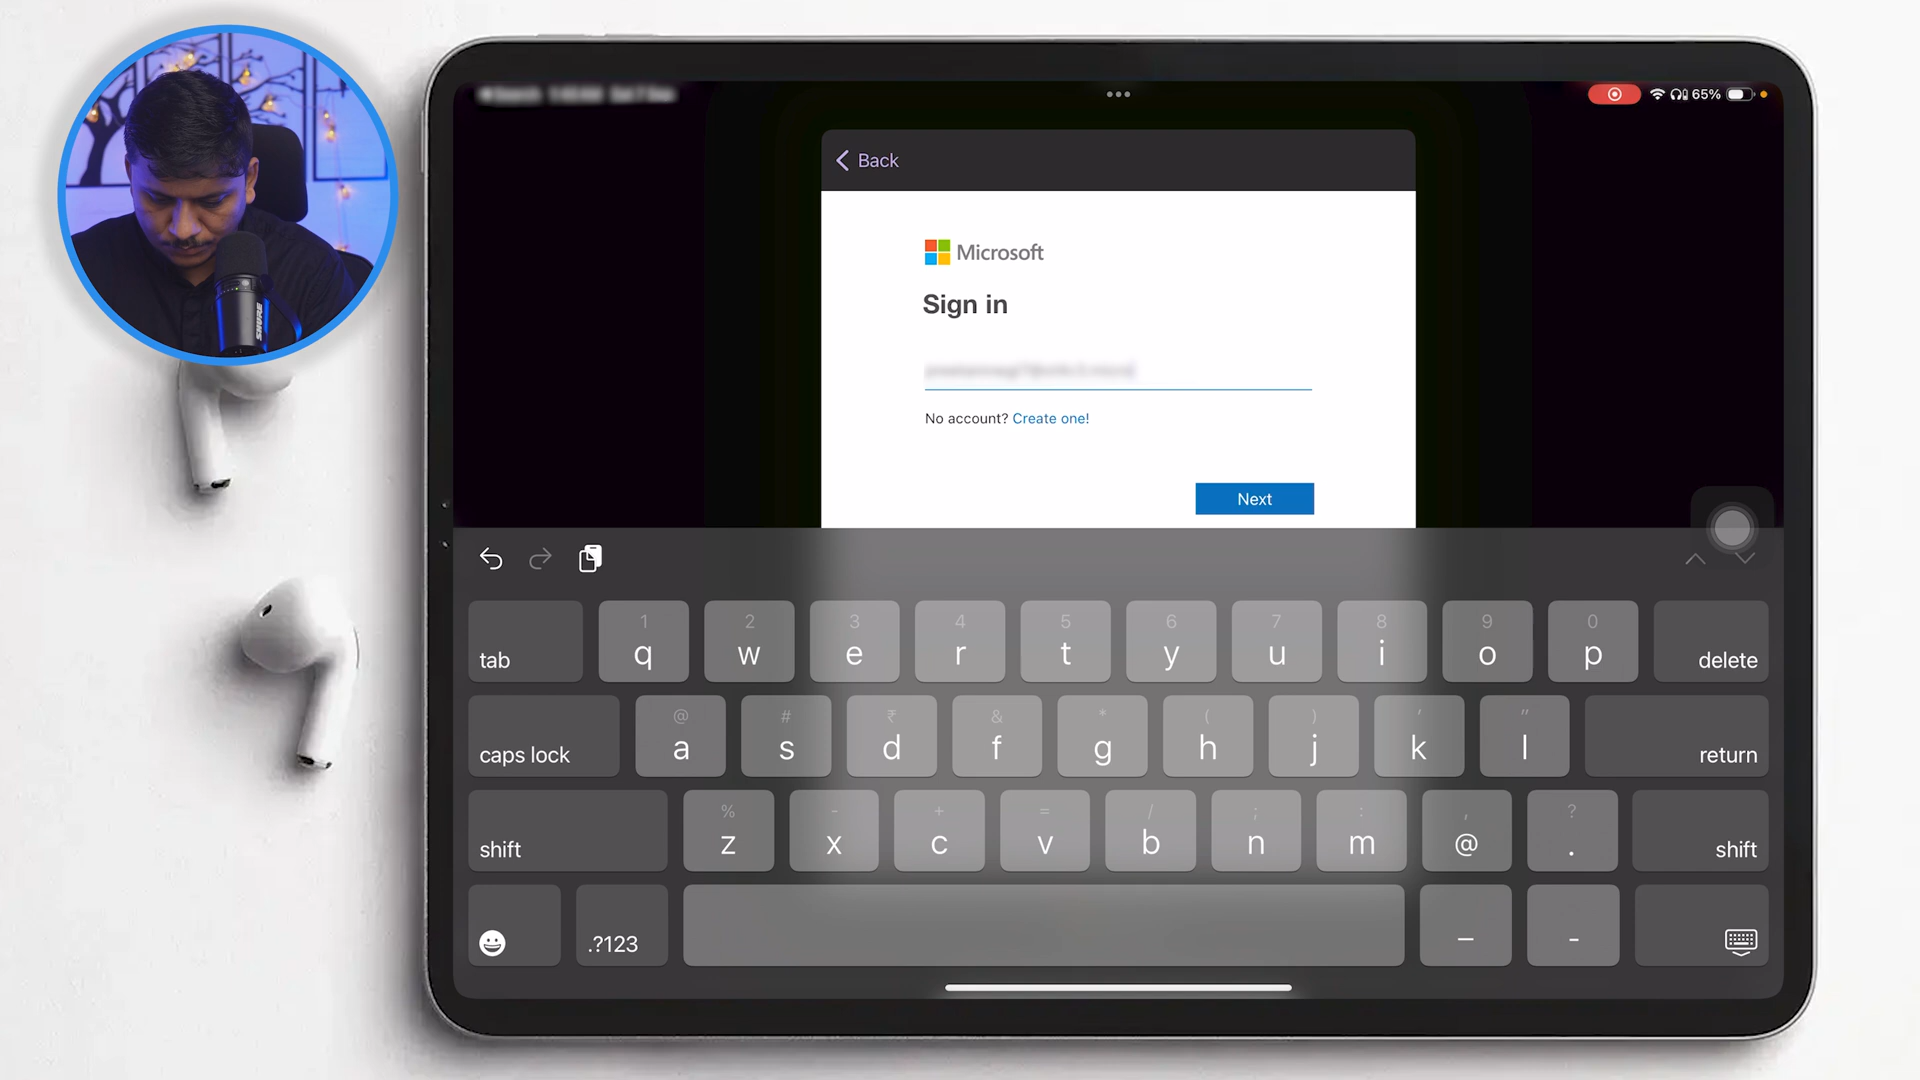 65%
Back
Microsoft
Sign in
No account? Create one!
Next
1 2 3 4 5 6 7 8 9 0
tab q w e r t y u i o p delete
@ # ₹ & * ( ) ' "
caps lock a s d f g h j k l return
% - + = / ; : , ?
shift z x c v b n m @ . shift
.?123 _ -
SHURE